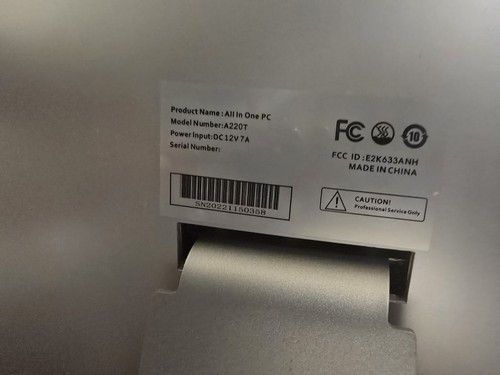 Product Name : All In One PC
Model Number:A220T
Power Input:DC 12V 7A
Serial Number:
SN20221150358
FC
10
FCC ID :E2K633ANH
MADE IN CHINA
CAUTION!
Professional Service Only